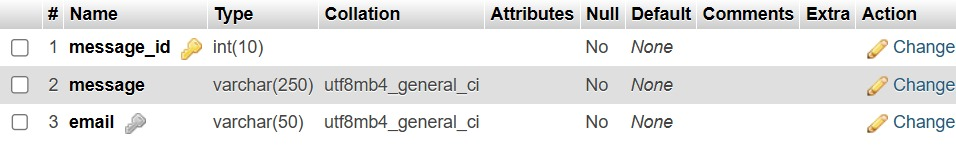 # Name Type Collation Attributes Null Default Comments Extra Action
1 message_id int(10) No None Change
2 message varchar(250) utf8mb4_general_ci No None Change
3 email varchar(50) utf8mb4_general_ci No None Change